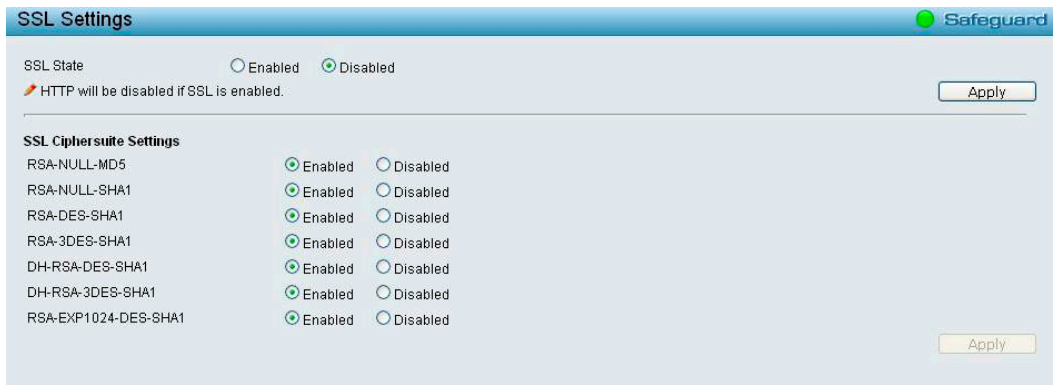 SSL Settings Safeguard
SSL State Enabled Disabled
HTTP will be disabled if SSL is enabled. Apply
SSL Ciphersuite Settings
RSA-NULL-MD5 Enabled Disabled
RSA-NULL-SHA1 Enabled Disabled
RSA-DES-SHA1 Enabled Disabled
RSA-3DES-SHA1 Enabled Disabled
DH-RSA-DES-SHA1 Enabled Disabled
DH-RSA-3DES-SHA1 Enabled Disabled
RSA-EXP1024-DES-SHA1 Enabled Disabled
Apply